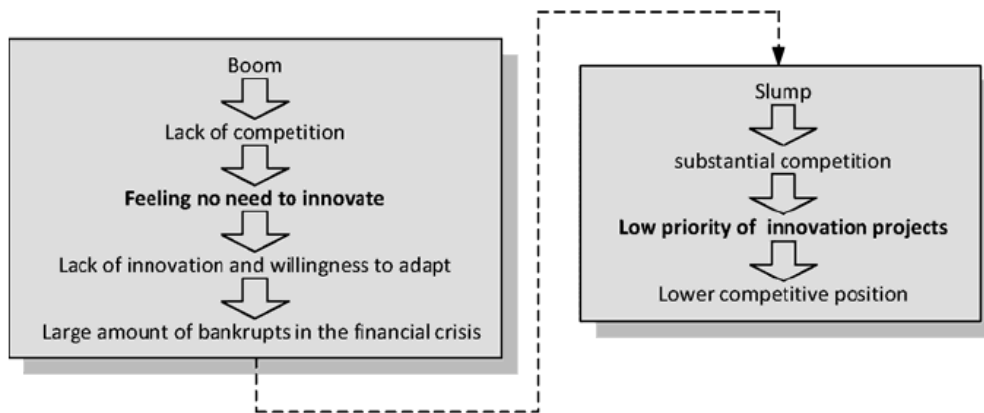 Boom
Lack of competition
Feeling no need to innovate
Lack of innovation and willingness to adapt
Large amount of bankrupts in the financial crisis
Slump
substantial competition
Low priority of innovation projects
Lower competitive position